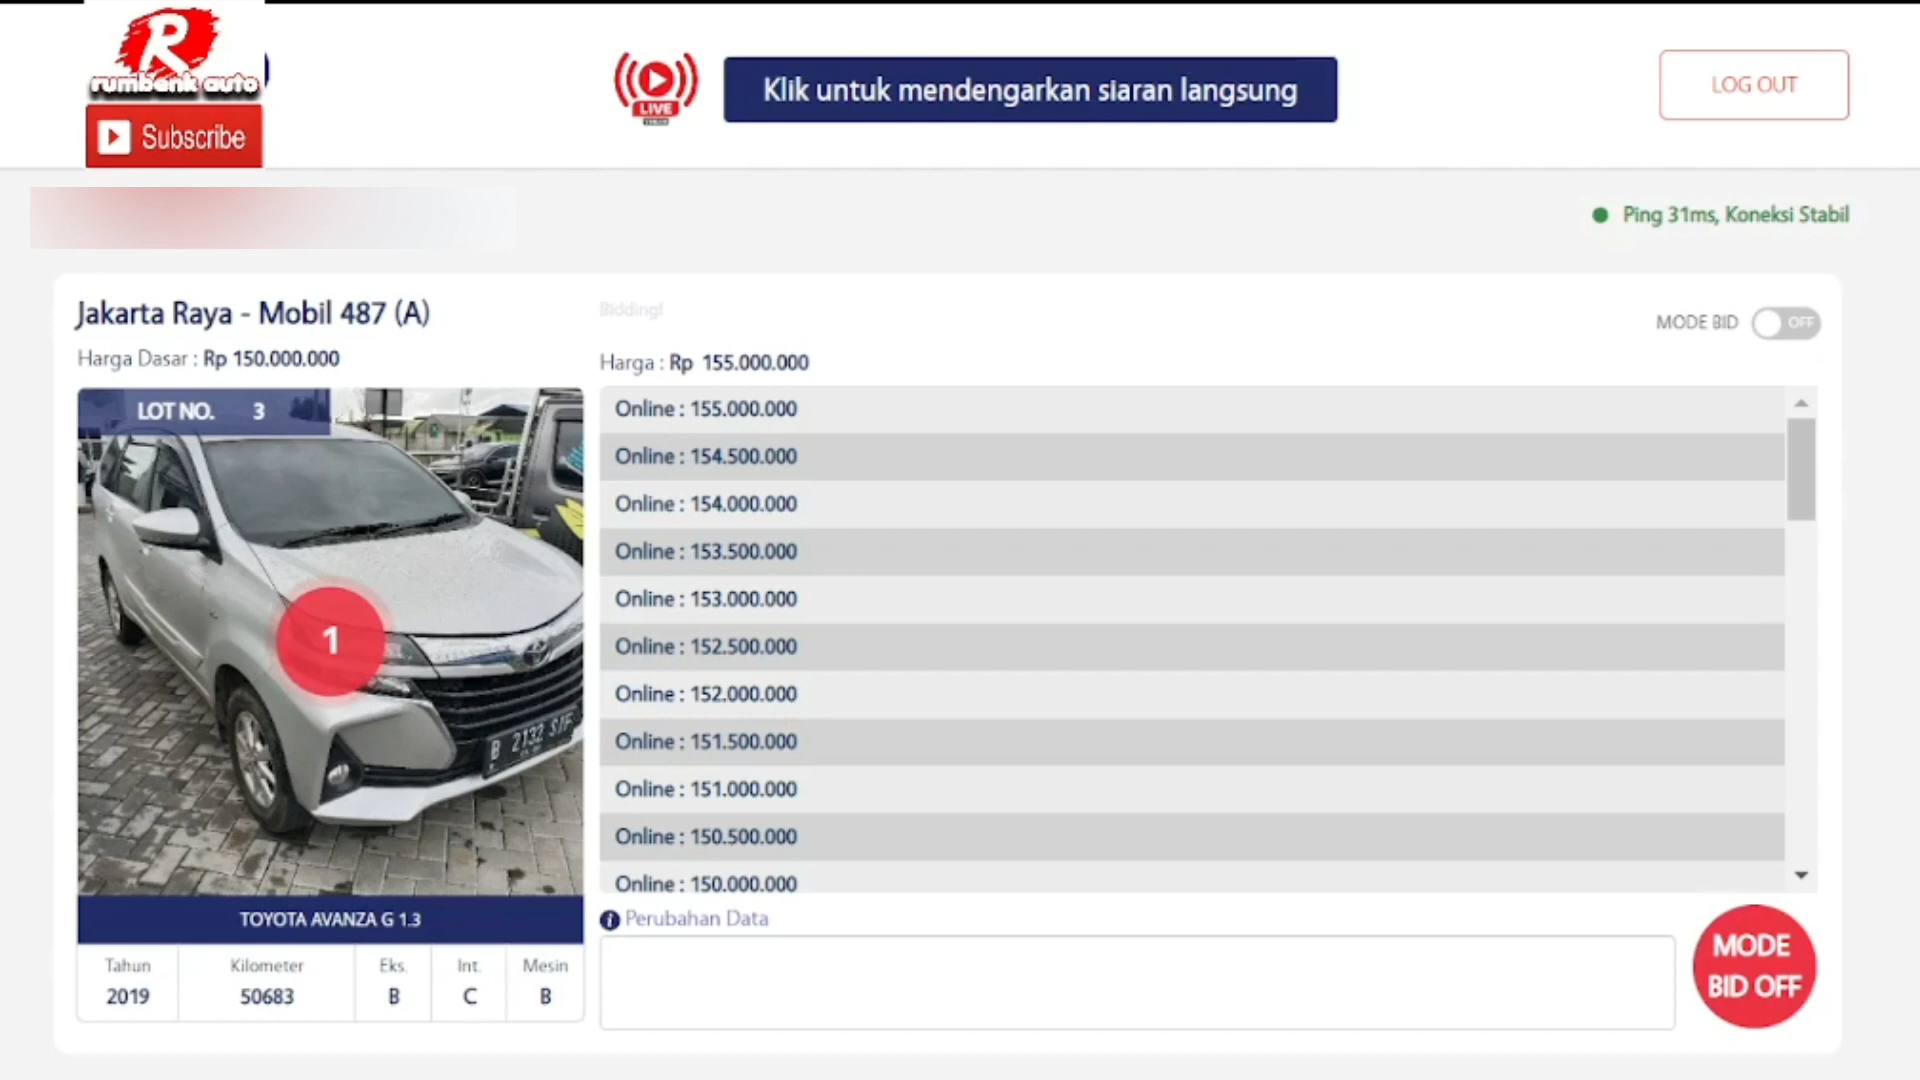 R
rumbenk auto
Subscribe
LIVE
Klik untuk mendengarkan siaran langsung
LOG OUT
Ping 31ms, Koneksi Stabil
Jakarta Raya - Mobil 487 (A)
Harga Dasar : Rp 150.000.000
Bidding!
MODE BID OFF
Harga : Rp 155.000.000
LOT NO. 3
1
B 2132 SIF
TOYOTA AVANZA G 1.3
Tahun Kilometer Eks. Int. Mesin
2019 50683 B C B
Online : 155.000.000
Online : 154.500.000
Online : 154.000.000
Online : 153.500.000
Online : 153.000.000
Online : 152.500.000
Online : 152.000.000
Online : 151.500.000
Online : 151.000.000
Online : 150.500.000
Online : 150.000.000
Perubahan Data
MODE
BID OFF